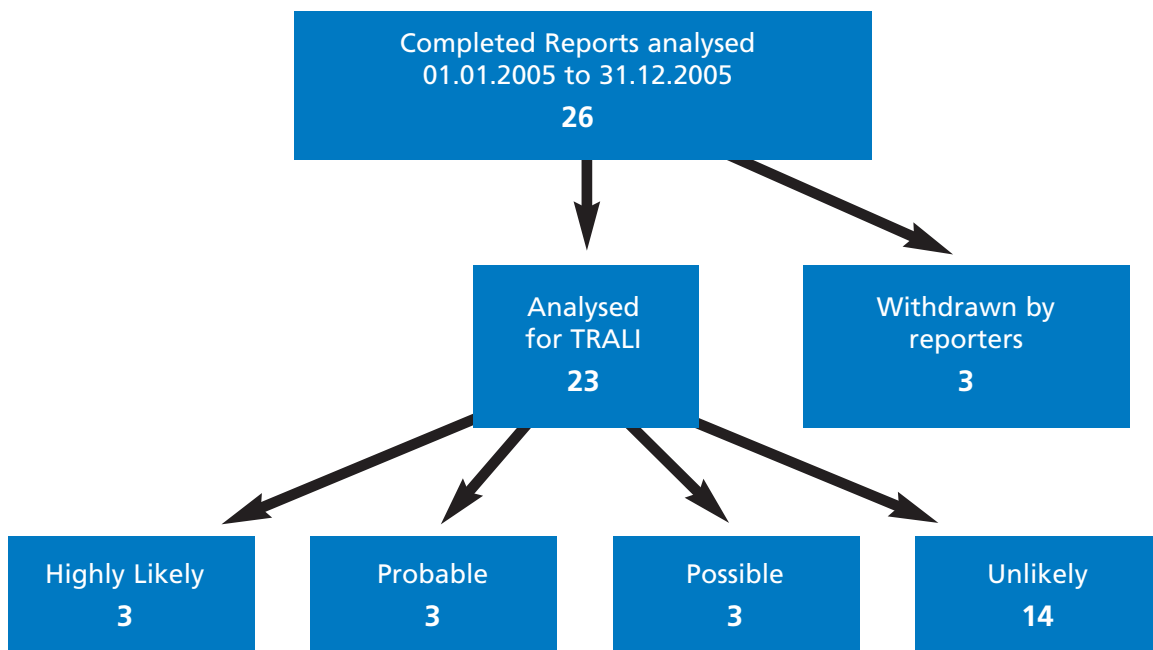 Completed Reports analysed
01.01.2005 to 31.12.2005
26
Analysed
for TRALI
23
Withdrawn by
reporters
3
Highly Likely
3
Probable
3
Possible
3
Unlikely
14